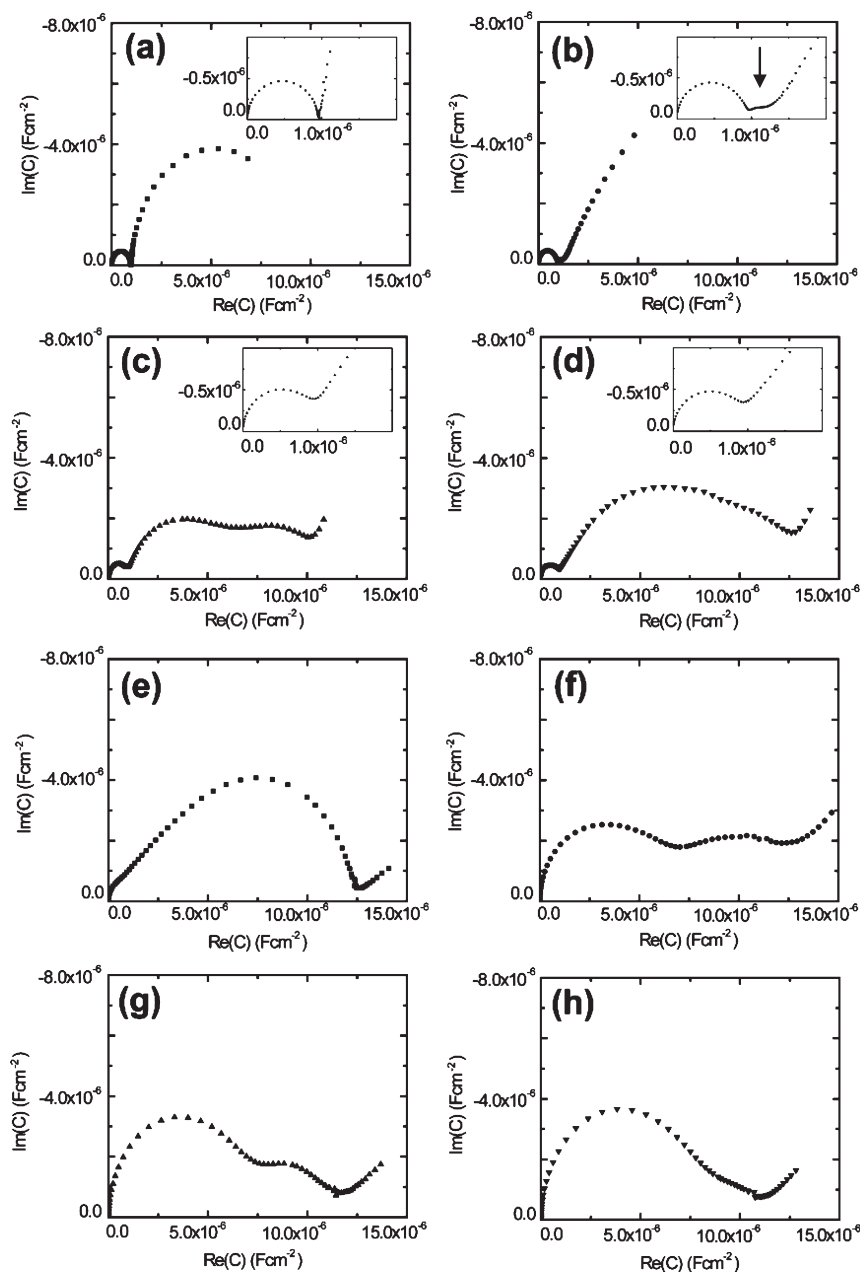 (a)
-8.0x10⁻⁶
-4.0x10⁻⁶
0.0
Im(C) (Fcm⁻²)
0.0 5.0x10⁻⁶ 10.0x10⁻⁶ 15.0x10⁻⁶
Re(C) (Fcm⁻²)
-0.5x10⁻⁶
0.0
0.0 1.0x10⁻⁶
(b)
-8.0x10⁻⁶
-4.0x10⁻⁶
0.0
Im(C) (Fcm⁻²)
0.0 5.0x10⁻⁶ 10.0x10⁻⁶ 15.0x10⁻⁶
Re(C) (Fcm⁻²)
-0.5x10⁻⁶
0.0
0.0 1.0x10⁻⁶
(c)
-8.0x10⁻⁶
-4.0x10⁻⁶
0.0
Im(C) (Fcm⁻²)
0.0 5.0x10⁻⁶ 10.0x10⁻⁶ 15.0x10⁻⁶
Re(C) (Fcm⁻²)
-0.5x10⁻⁶
0.0
0.0 1.0x10⁻⁶
(d)
-8.0x10⁻⁶
-4.0x10⁻⁶
0.0
Im(C) (Fcm⁻²)
0.0 5.0x10⁻⁶ 10.0x10⁻⁶ 15.0x10⁻⁶
Re(C) (Fcm⁻²)
-0.5x10⁻⁶
0.0
0.0 1.0x10⁻⁶
(e)
-8.0x10⁻⁶
-4.0x10⁻⁶
0.0
Im(C) (Fcm⁻²)
0.0 5.0x10⁻⁶ 10.0x10⁻⁶ 15.0x10⁻⁶
Re(C) (Fcm⁻²)
(f)
-8.0x10⁻⁶
-4.0x10⁻⁶
0.0
Im(C) (Fcm⁻²)
0.0 5.0x10⁻⁶ 10.0x10⁻⁶ 15.0x10⁻⁶
Re(C) (Fcm⁻²)
(g)
-8.0x10⁻⁶
-4.0x10⁻⁶
0.0
Im(C) (Fcm⁻²)
0.0 5.0x10⁻⁶ 10.0x10⁻⁶ 15.0x10⁻⁶
Re(C) (Fcm⁻²)
(h)
-8.0x10⁻⁶
-4.0x10⁻⁶
0.0
Im(C) (Fcm⁻²)
0.0 5.0x10⁻⁶ 10.0x10⁻⁶ 15.0x10⁻⁶
Re(C) (Fcm⁻²)